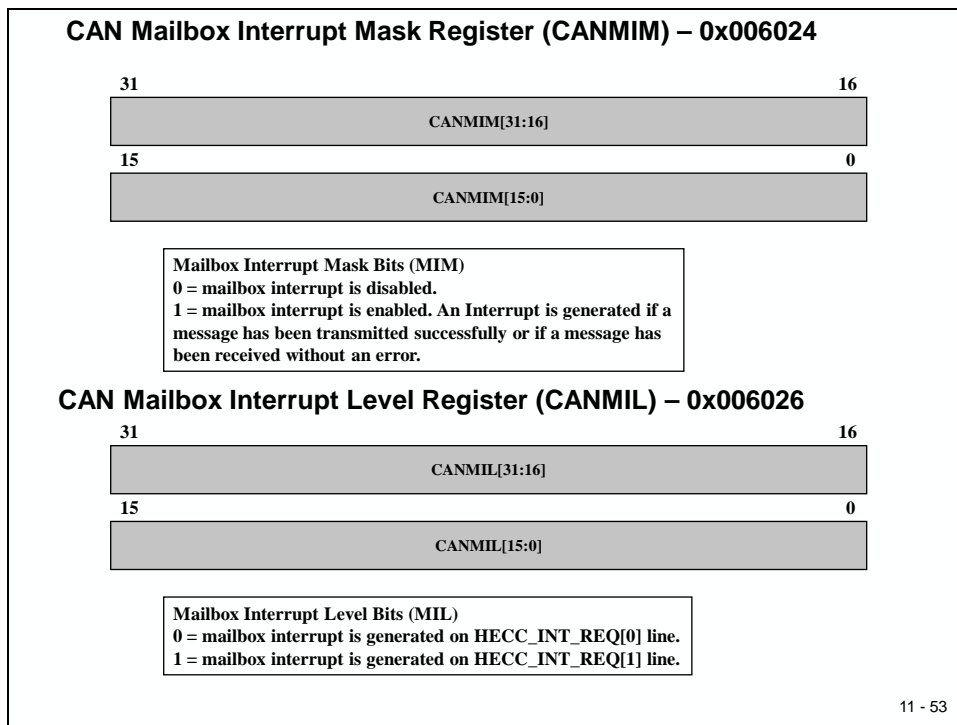 CAN Mailbox Interrupt Mask Register (CANMIM) – 0x006024
31 16
CANMIM[31:16]
15 0
CANMIM[15:0]
Mailbox Interrupt Mask Bits (MIM)
0 = mailbox interrupt is disabled.
1 = mailbox interrupt is enabled. An Interrupt is generated if a
message has been transmitted successfully or if a message has
been received without an error.
CAN Mailbox Interrupt Level Register (CANMIL) – 0x006026
31 16
CANMIL[31:16]
15 0
CANMIL[15:0]
Mailbox Interrupt Level Bits (MIL)
0 = mailbox interrupt is generated on HECC_INT_REQ[0] line.
1 = mailbox interrupt is generated on HECC_INT_REQ[1] line.
11 - 53